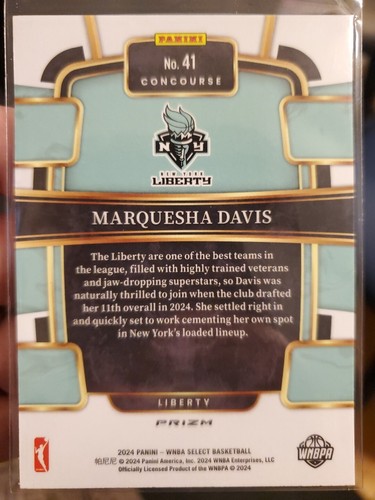 PANINI
No. 41
CONCOURSE
N Y
NEW YORK
LIBERTY
MARQUESHA DAVIS
The Liberty are one of the best teams in
the league, filled with highly trained veterans
and jaw-dropping superstars, so Davis was
naturally thrilled to join when the club drafted
her 11th overall in 2024. She settled right in
and quickly set to work cementing her own spot
in New York's loaded lineup.
LIBERTY
PRIZM
2024 PANINI – WNBA SELECT BASKETBALL
帕尼尼 © 2024 Panini America, Inc. 2024 WNBA Enterprises, LLC
Officially Licensed Product of the WNBPA © 2024
WNBPA